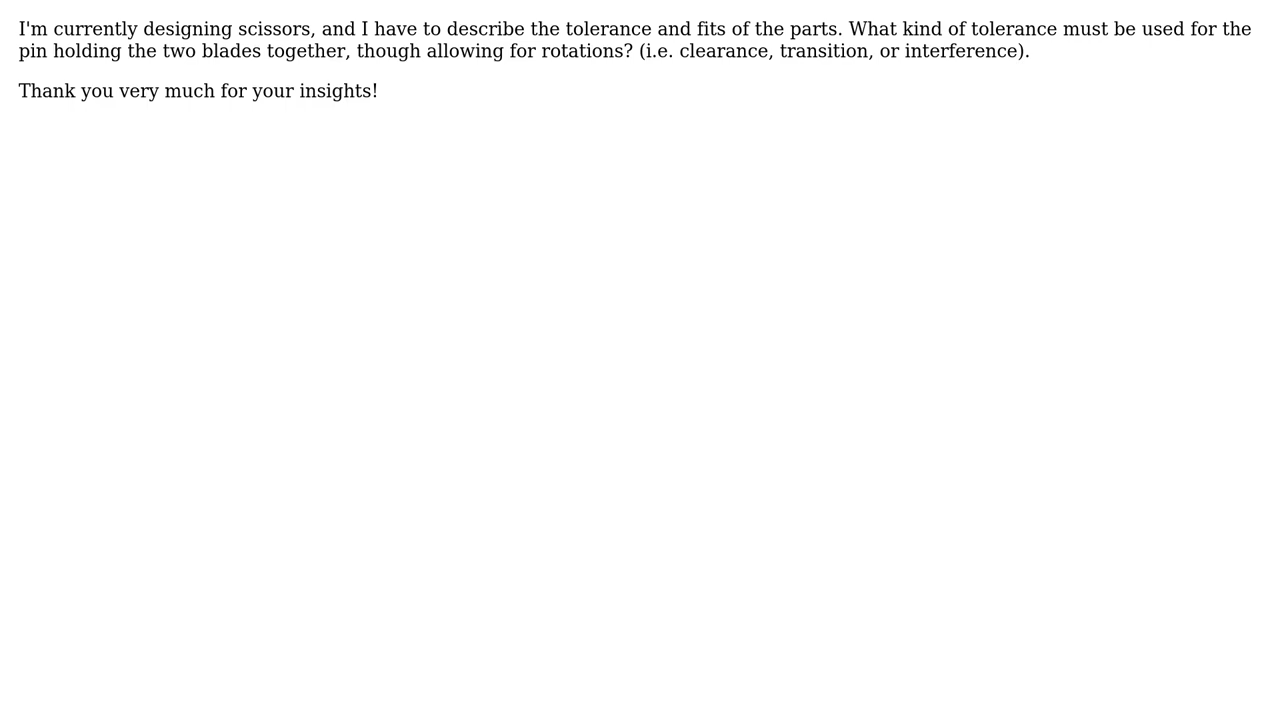 I'm currently designing scissors, and I have to describe the tolerance and fits of the parts. What kind of tolerance must be used for the
pin holding the two blades together, though allowing for rotations? (i.e. clearance, transition, or interference).
Thank you very much for your insights!